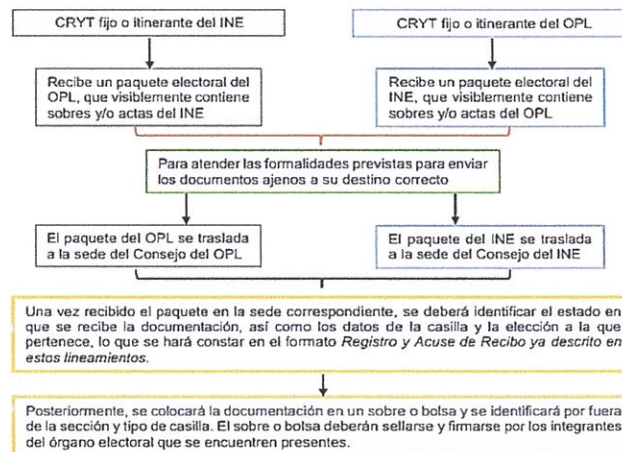 CRYT fijo o itinerante del INE
CRYT fijo o itinerante del OPL
Recibe un paquete electoral del
OPL, que visiblemente contiene
sobres y/o actas del INE
Recibe un paquete electoral del
INE, que visiblemente contiene
sobres y/o actas del OPL
Para atender las formalidades previstas para enviar
los documentos ajenos a su destino correcto
El paquete del OPL se traslada
a la sede del Consejo del OPL
El paquete del INE se traslada
a la sede del Consejo del INE
Una vez recibido el paquete en la sede correspondiente, se deberá identificar el estado en
que se recibe la documentación, así como los datos de la casilla y la elección a la que
pertenece, lo que se hará constar en el formato Registro y Acuse de Recibo ya descrito en
estos lineamientos.
Posteriormente, se colocará la documentación en un sobre o bolsa y se identificará por fuera
de la sección y tipo de casilla. El sobre o bolsa deberán sellarse y firmarse por los integrantes
del órgano electoral que se encuentren presentes.